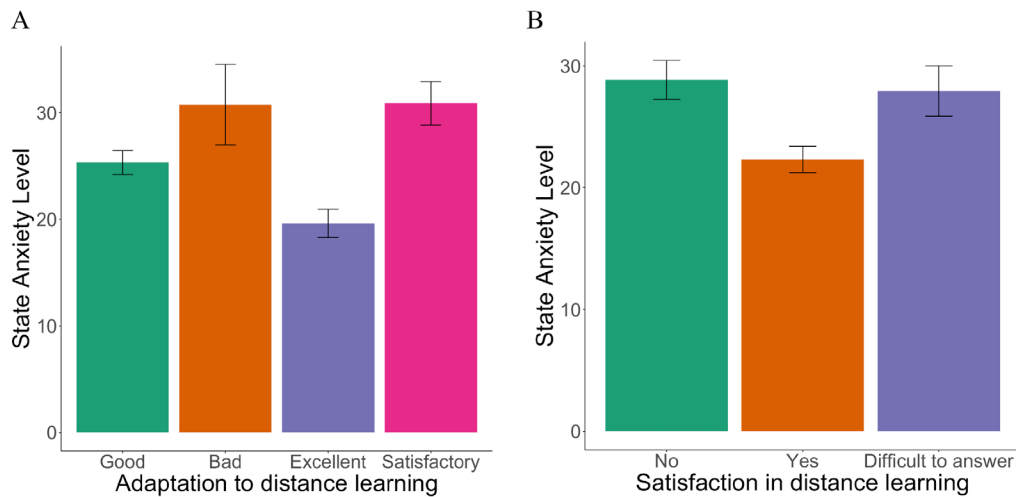 A
State Anxiety Level
30
20
10
0
Good Bad Excellent Satisfactory
Adaptation to distance learning
B
State Anxiety Level
30
20
10
0
No Yes Difficult to answer
Satisfaction in distance learning